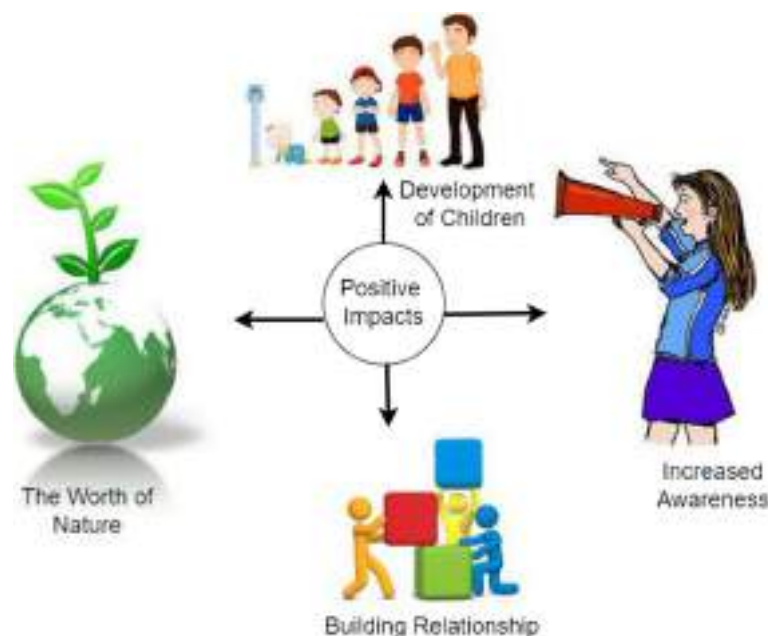 Development
of Children
Positive
Impacts
The Worth of
Nature
Increased
Awareness
Building Relationship